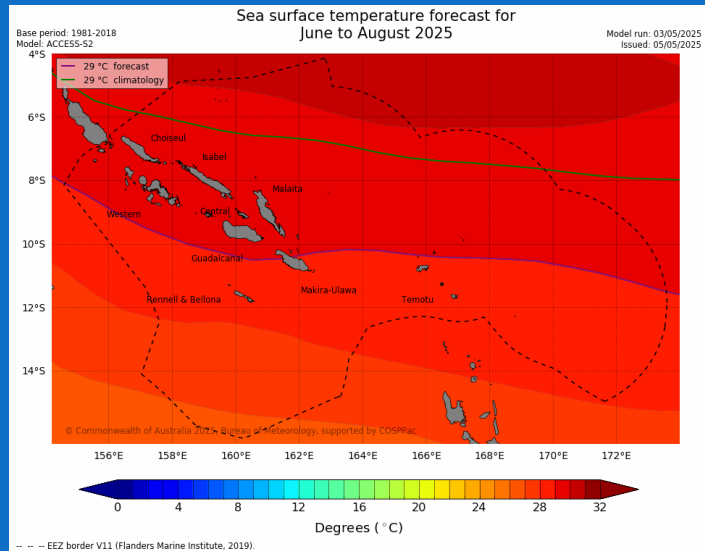 Sea surface temperature forecast for
June to August 2025
Base period: 1981-2018
Model: ACCESS-S2
Model run: 03/05/2025
Issued: 05/05/2025
4°S
29 °C forecast
29 °C climatology
6°S
Choiseul
Isabel
8°S
Malaita
Western
Central
10°S
Guadalcanal
Makira-Ulawa
Rennell & Bellona
Temotu
12°S
14°S
© Commonwealth of Australia 2025, Bureau of Meteorology, supported by COSPPac
156°E 158°E 160°E 162°E 164°E 166°E 168°E 170°E 172°E
0 4 8 12 16 20 24 28 32
Degrees (°C)
-- -- -- EEZ border V11 (Flanders Marine Institute, 2019).